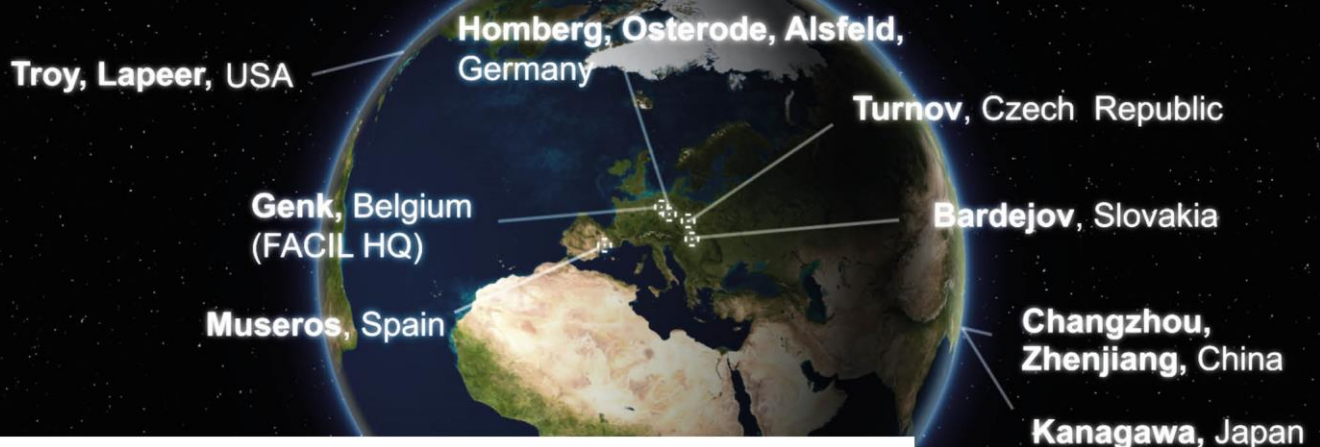 Homberg, Osterode, Alsfeld,
Germany
Troy, Lapeer, USA
Turnov, Czech Republic
Genk, Belgium
(FACIL HQ)
Bardejov, Slovakia
Museros, Spain
Changzhou,
Zhenjiang, China
Kanagawa, Japan